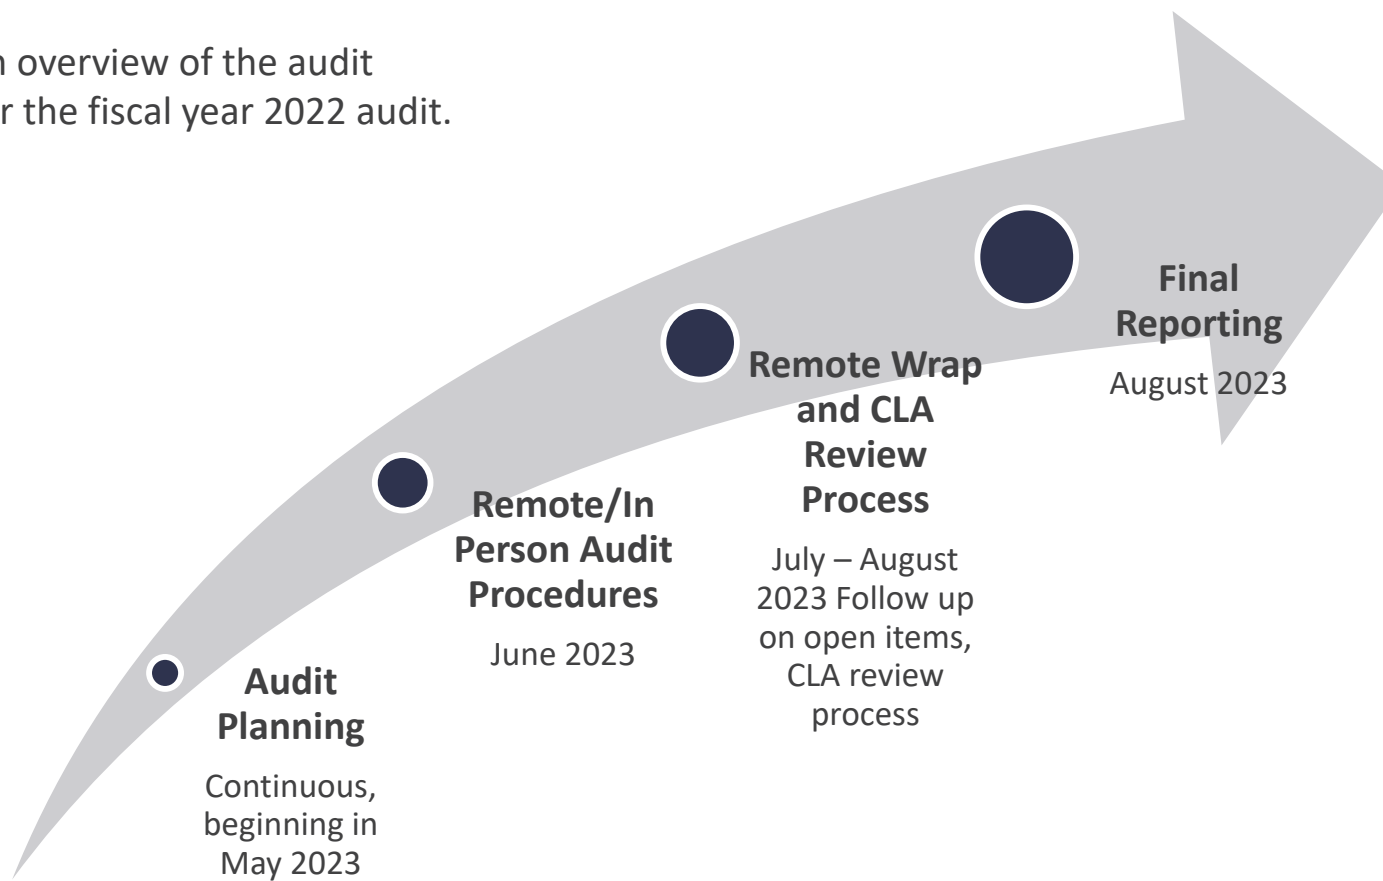 overview of the audit
the fiscal year 2022 audit.
Final
Reporting
August 2023
Remote Wrap
and CLA
Review
Process
July – August
2023 Follow up
on open items,
CLA review
process
Remote/In
Person Audit
Procedures
June 2023
Audit
Planning
Continuous,
beginning in
May 2023